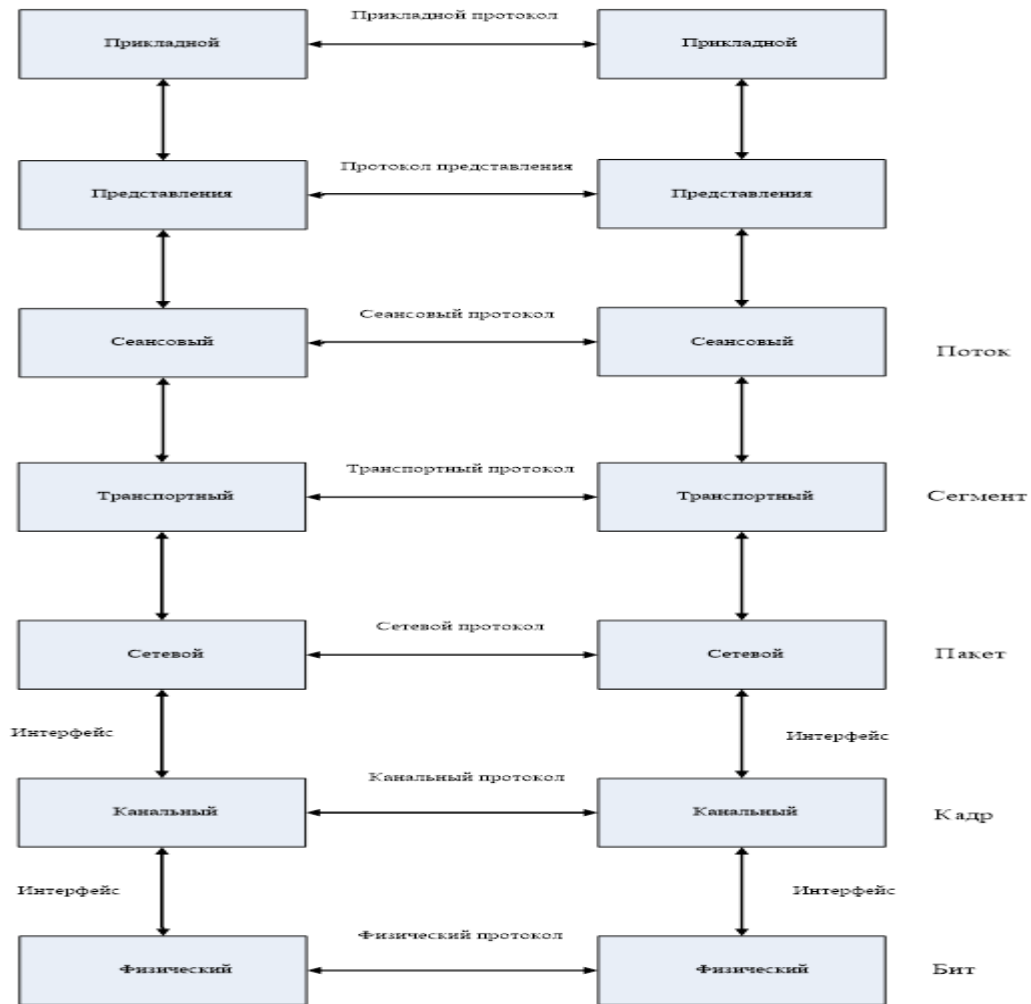 Прикладной протокол
Прикладной
Прикладной
Протокол представления
Представления
Представления
Сеансовый протокол
Сеансовый
Сеансовый
Поток
Транспортный протокол
Транспортный
Транспортный
Сегмент
Сетевой протокол
Сетевой
Сетевой
Пакет
Интерфейс
Интерфейс
Канальный протокол
Канальный
Канальный
Кадр
Интерфейс
Интерфейс
Физический протокол
Физический
Физический
Бит